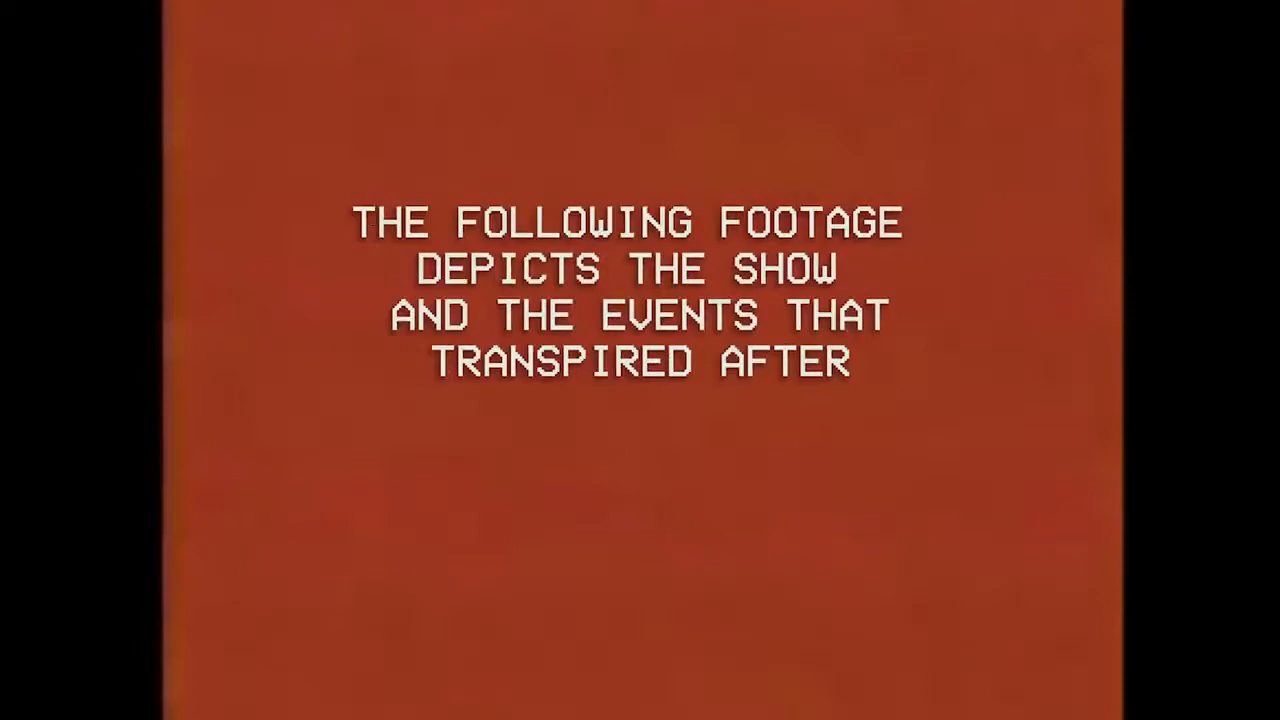 THE FOLLOWING FOOTAGE
DEPICTS THE SHOW
AND THE EVENTS THAT
TRANSPIRED AFTER